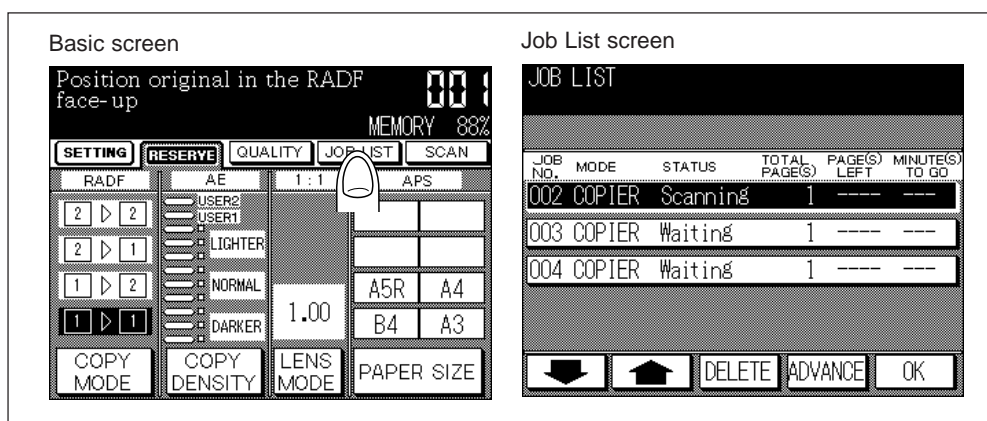 Basic screen
Position original in the RADF
face-up
001
MEMORY 88%
SETTING RESERVE QUALITY JOB LIST SCAN
RADF AE 1:1 APS
2 ▷ 2
2 ▷ 1
1 ▷ 2
1 ▷ 1
USER2
USER1
LIGHTER
NORMAL
DARKER
1.00
A5R A4
B4 A3
COPY MODE
COPY DENSITY
LENS MODE
PAPER SIZE
Job List screen
JOB LIST
JOB NO. MODE STATUS TOTAL PAGE(S) PAGE(S) LEFT MINUTE(S) TO GO
002 COPIER Scanning 1 ---- ---
003 COPIER Waiting 1 ---- ---
004 COPIER Waiting 1 ---- ---
DELETE ADVANCE OK